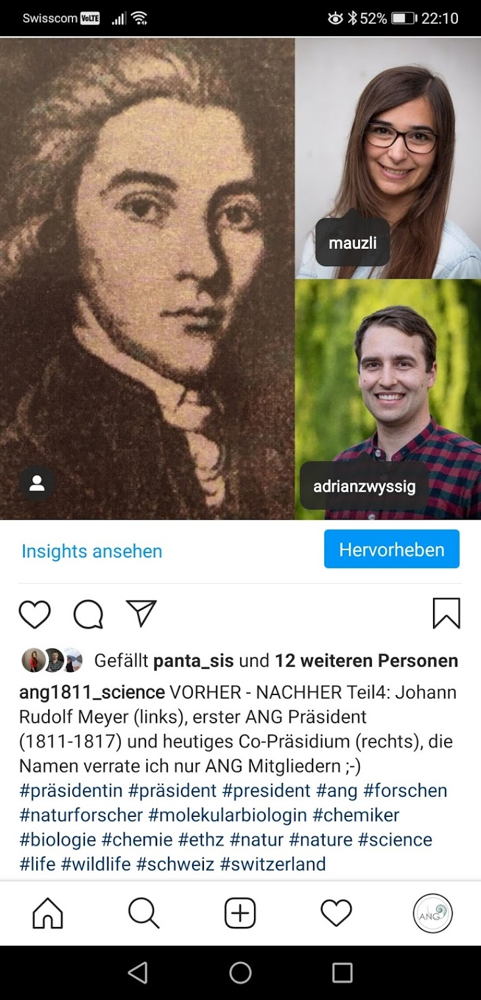 Swisscom VoLTE 52% 22:10
mauzli
adrianzwyssig
Insights ansehen
Hervorheben
Gefällt panta_sis und 12 weiteren Personen
ang1811_science VORHER - NACHHER Teil4: Johann
Rudolf Meyer (links), erster ANG Präsident
(1811-1817) und heutiges Co-Präsidium (rechts), die
Namen verrate ich nur ANG Mitgliedern ;-)
#präsidentin #präsident #president #ang #forschen
#naturforscher #molekularbiologin #chemiker
#biologie #chemie #ethz #natur #nature #science
#life #wildlife #schweiz #switzerland
ANG